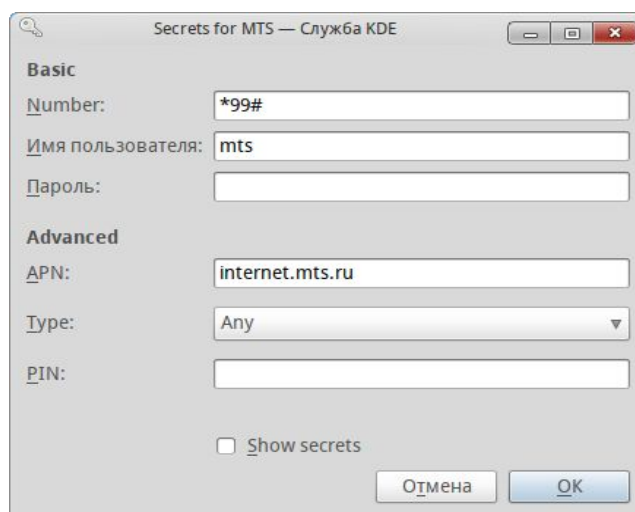 Secrets for MTS — Служба KDE
Basic
Number: *99#
Имя пользователя: mts
Пароль:
Advanced
APN: internet.mts.ru
Type: Any
PIN:
Show secrets
Отмена OK